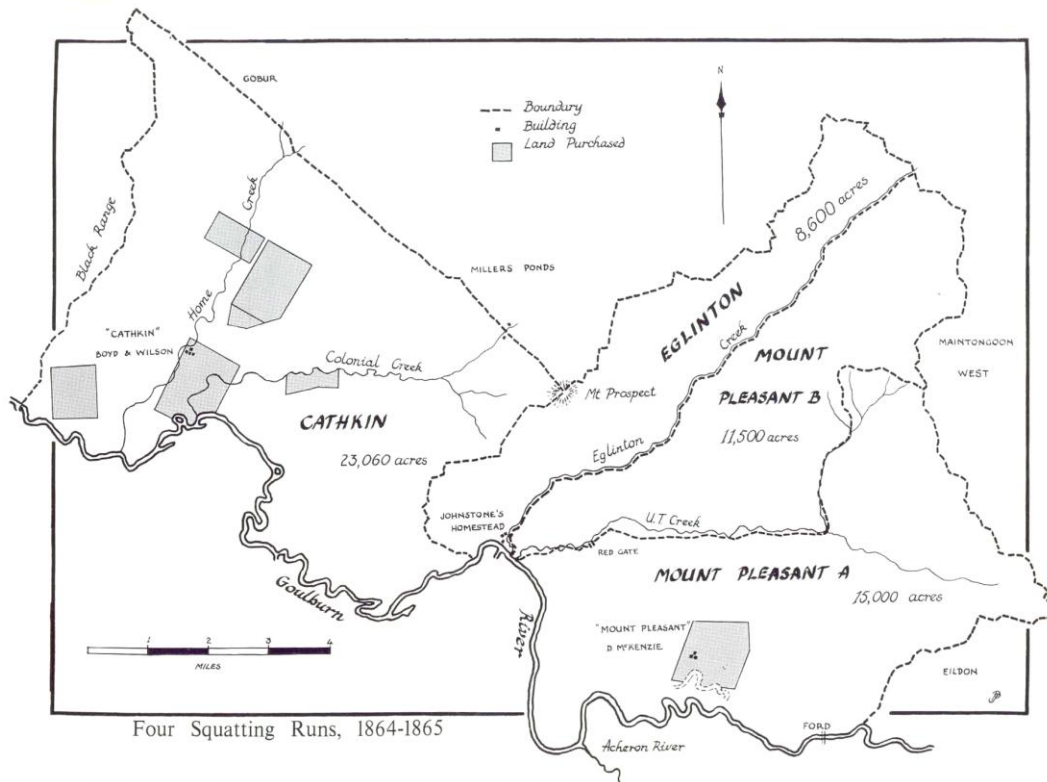 GOBUR
N
Boundury
Building
Land Purchased
Black Range
Home Creek
8,600 acres
MILLERS PONDS
EGLINTON
"CATHKIN"
BOYD & WILSON
Colonial Creek
CATHKIN
23,060 acres
Mt Prospect
MOUNT
PLEASANT B
11,500 acres
MAINTONGOON
WEST
Eglinton Creek
JOHNSTONE'S
HOMESTEAD
U.T Creek
RED GATE
MOUNT PLEASANT A
15,000 acres
Goulburn River
"MOUNT PLEASANT"
D McKENZIE
1 2 3 4
MILES
EILDON
FORD
Acheron River
Four Squatting Runs, 1864-1865